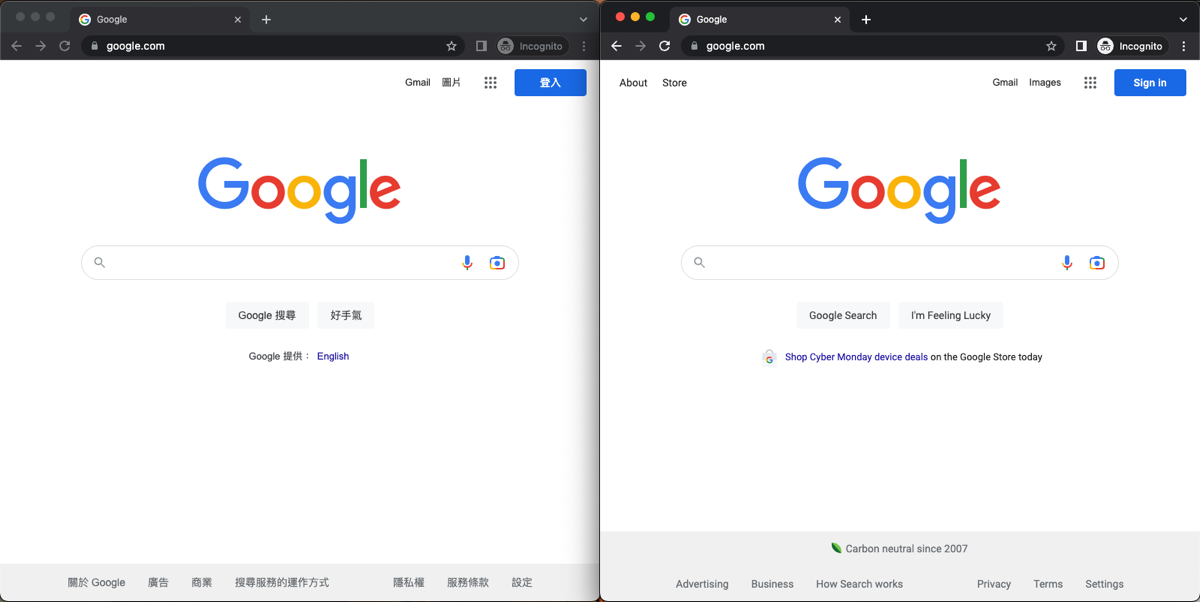 Google
google.com
Incognito
Gmail 圖片 登入
Google
Google 搜尋 好手氣
Google 提供： English
關於 Google 廣告 商業 搜尋服務的運作方式 隱私權 服務條款 設定
Google
google.com
Incognito
About Store Gmail Images Sign in
Google
Google Search I'm Feeling Lucky
Shop Cyber Monday device deals on the Google Store today
Carbon neutral since 2007
Advertising Business How Search works Privacy Terms Settings